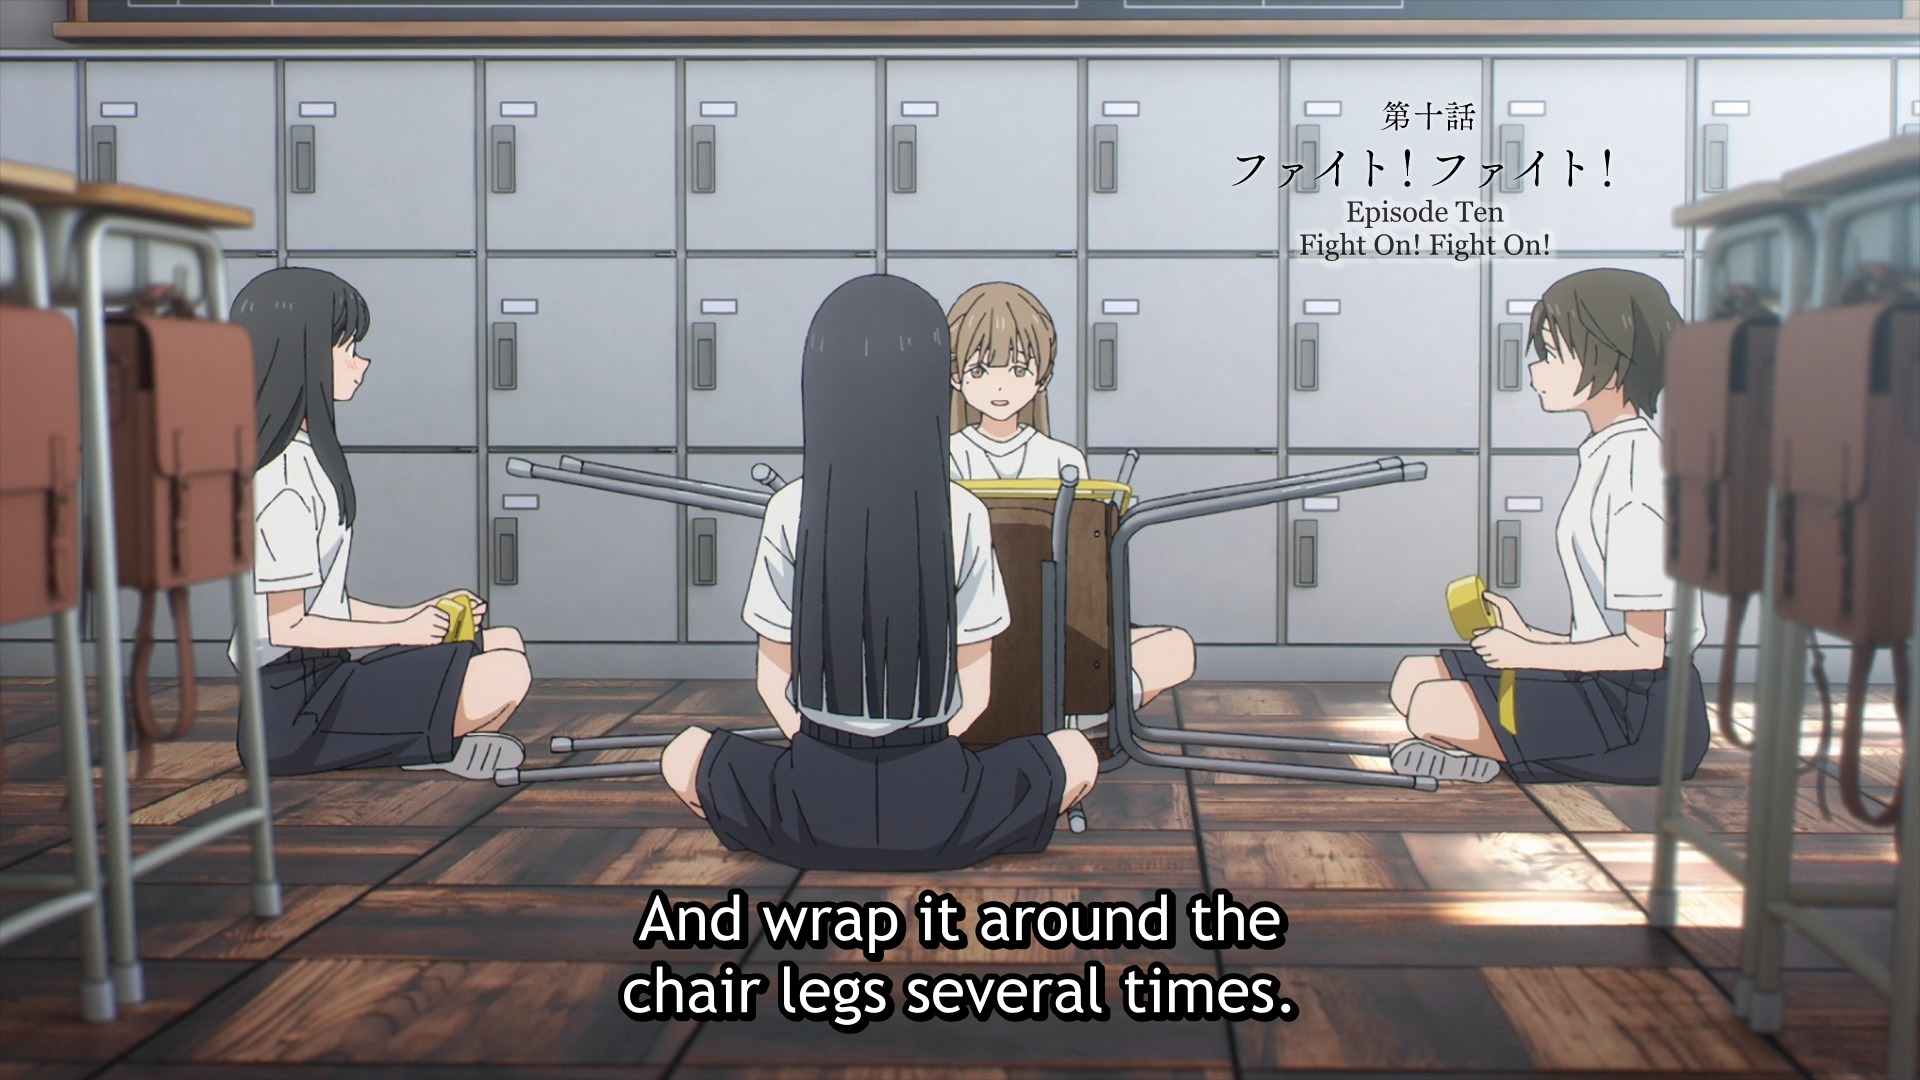 第十話
ファイト！ファイト！
Episode Ten
Fight On! Fight On!
And wrap it around the
chair legs several times.